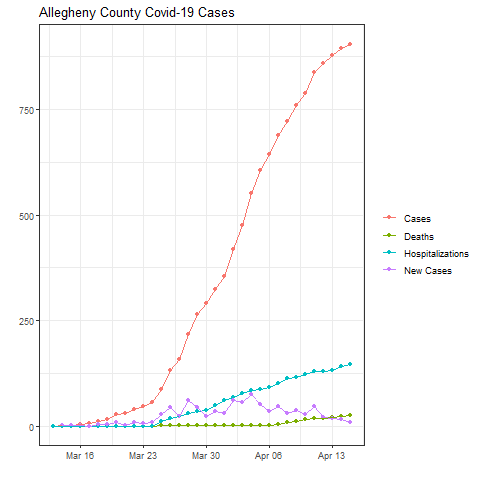 Allegheny County Covid-19 Cases
750
500
250
0
Mar 16 Mar 23 Mar 30 Apr 06 Apr 13
Cases
Deaths
Hospitalizations
New Cases